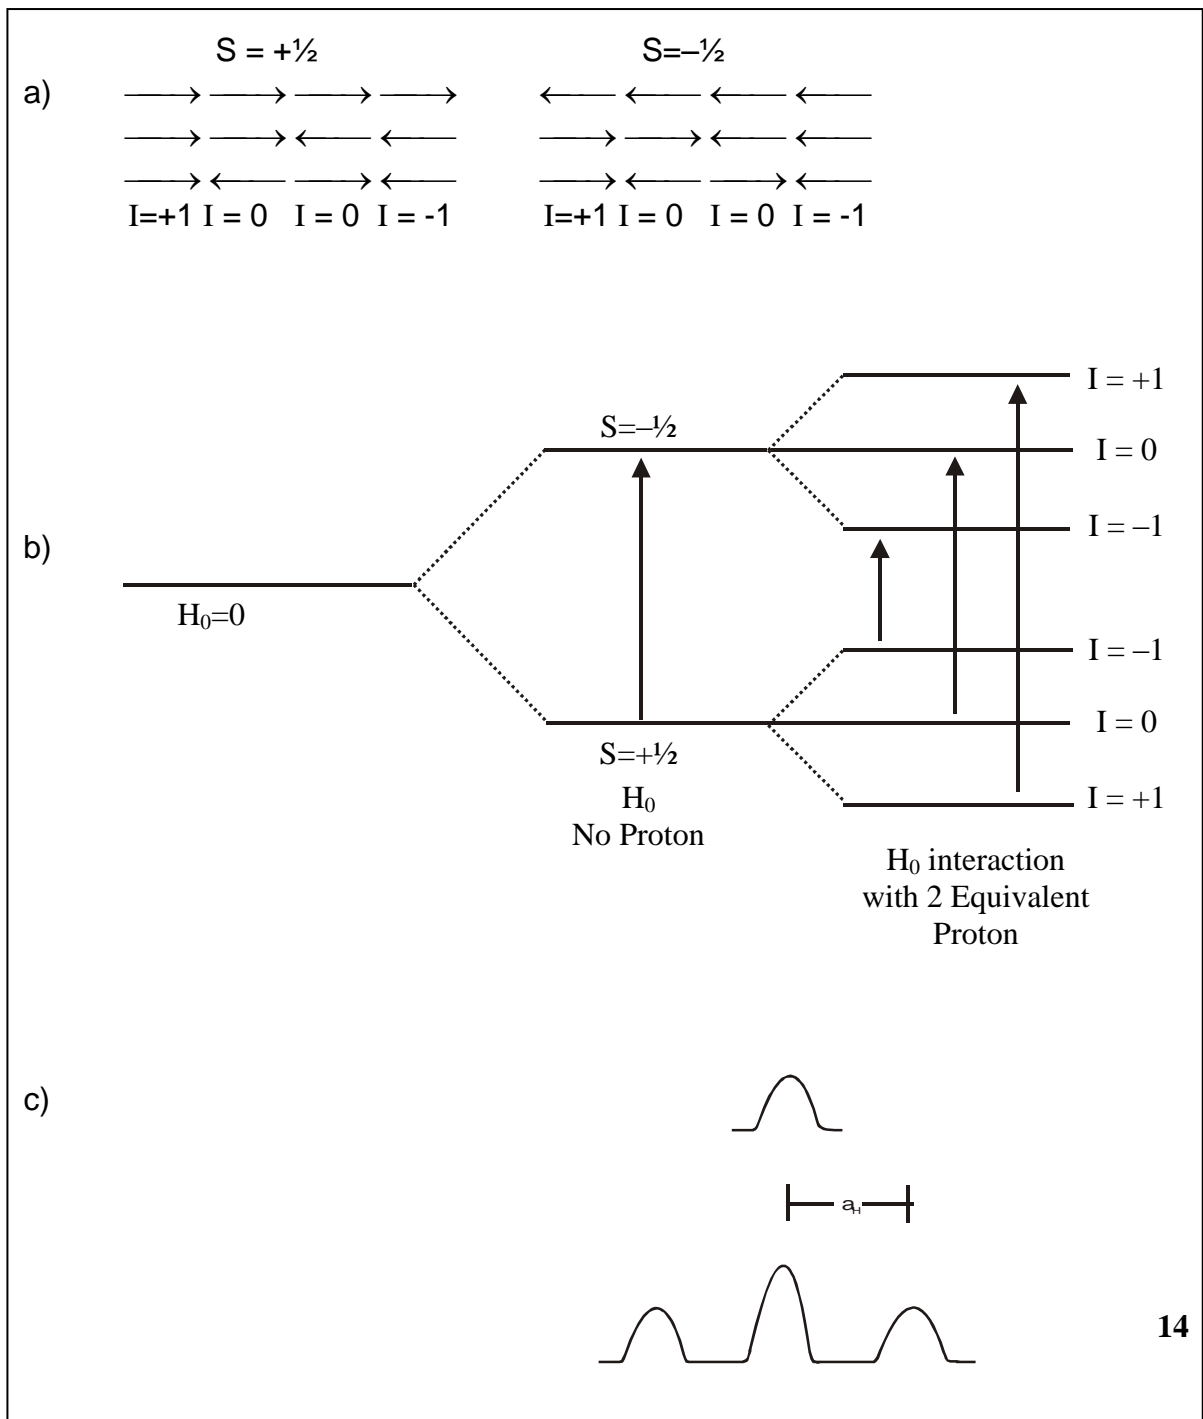 S = +½ S=–½
a)
I=+1 I = 0 I = 0 I = -1 I=+1 I = 0 I = 0 I = -1
I = +1
S=–½
I = 0
I = –1
b)
H₀=0
I = –1
I = 0
S=+½
H₀
No Proton
I = +1
H₀ interaction
with 2 Equivalent
Proton
c)
aH
14